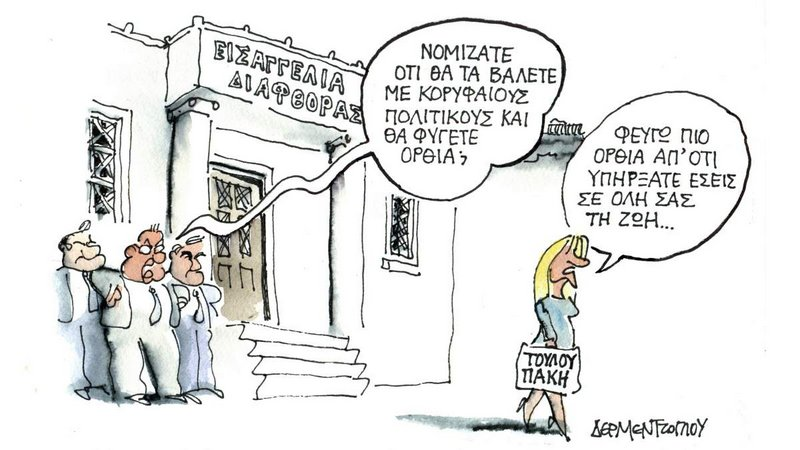 ΕΙΣΑΓΓΕΛΙΑ
ΔΙΑΦΘΟΡΑΣ
ΝΟΜΙΖΑΤΕ
ΟΤΙ ΘΑ ΤΑ ΒΑΛΕΤΕ
ΜΕ ΚΟΡΥΦΑΙΟΥΣ
ΠΟΛΙΤΙΚΟΥΣ ΚΑΙ
ΘΑ ΦΥΓΕΤΕ
ΟΡΘΙΑ;
ΦΕΥΓΩ ΠΙΟ
ΟΡΘΙΑ ΑΠ' ΟΤΙ
ΥΠΗΡΞΑΤΕ ΕΣΕΙΣ
ΣΕ ΟΛΗ ΣΑΣ
ΤΗ ΖΩΗ...
ΤΟΥΛΟΥ
ΠΑΚΗ
ΔΕΡΜΕΝΤΖΟΓΛΟΥ